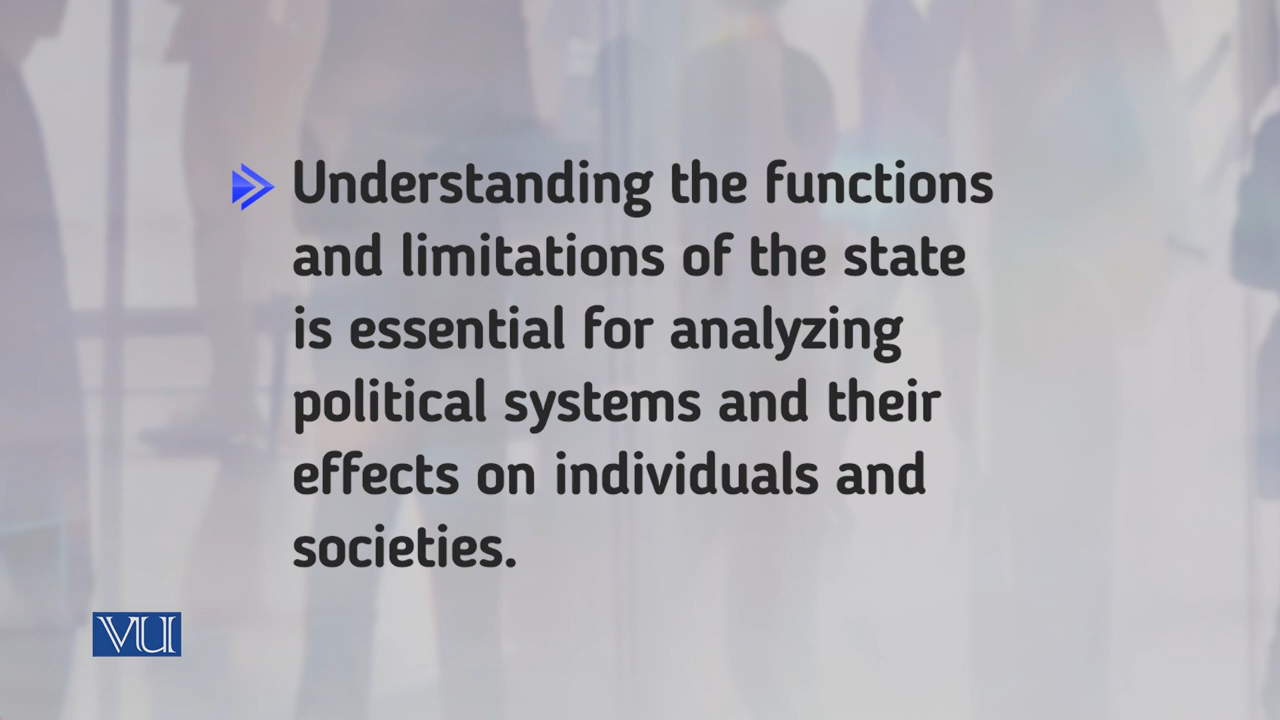 Understanding the functions
and limitations of the state
is essential for analyzing
political systems and their
effects on individuals and
societies.
VU